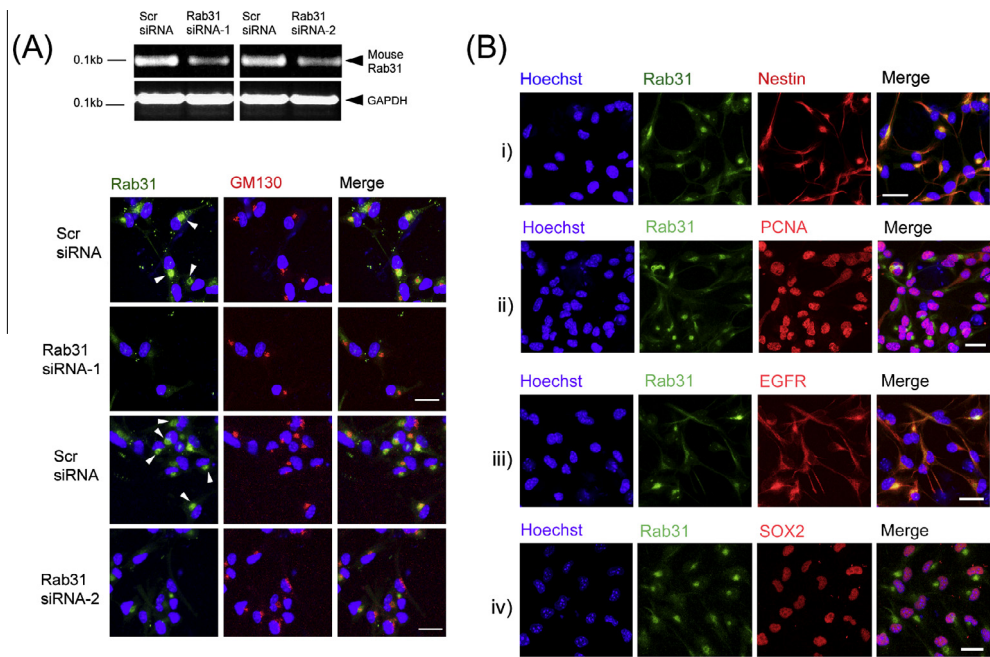 (A)
Scr siRNA
Rab31 siRNA-1
Scr siRNA
Rab31 siRNA-2
0.1kb
Mouse Rab31
0.1kb
GAPDH
Rab31 GM130 Merge
Scr siRNA
Rab31 siRNA-1
Scr siRNA
Rab31 siRNA-2
(B)
Hoechst Rab31 Nestin Merge
i)
Hoechst Rab31 PCNA Merge
ii)
Hoechst Rab31 EGFR Merge
iii)
Hoechst Rab31 SOX2 Merge
iv)